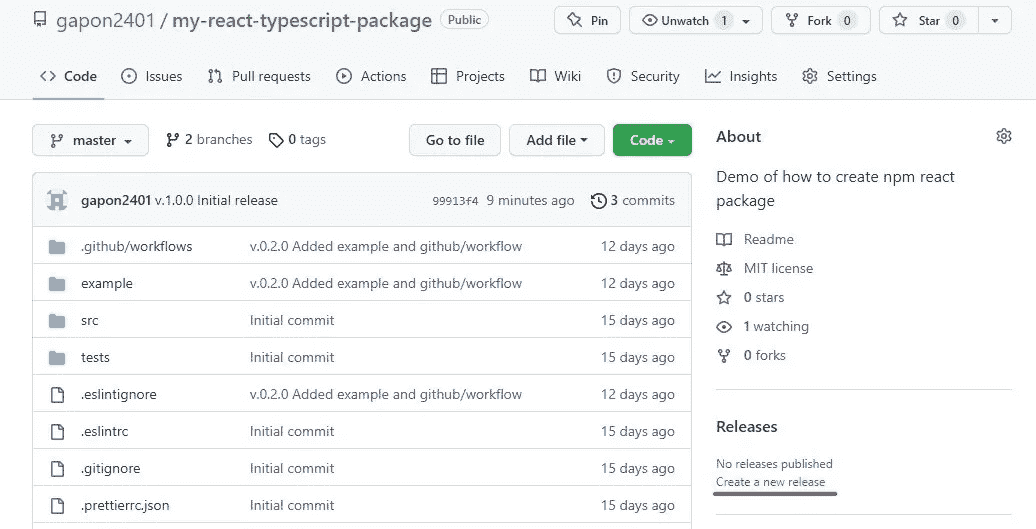 gapon2401 / my-react-typescript-package Public Pin Unwatch 1 Fork 0 Star 0
Code Issues Pull requests Actions Projects Wiki Security Insights Settings
master 2 branches 0 tags Go to file Add file Code
gapon2401 v.1.0.0 Initial release 99913f4 9 minutes ago 3 commits
.github/workflows v.0.2.0 Added example and github/workflow 12 days ago
example v.0.2.0 Added example and github/workflow 12 days ago
src Initial commit 15 days ago
tests Initial commit 15 days ago
.eslintignore v.0.2.0 Added example and github/workflow 12 days ago
.eslintrc Initial commit 15 days ago
.gitignore Initial commit 15 days ago
.prettierrc.json Initial commit 15 days ago
About
Demo of how to create npm react
package
Readme
MIT license
0 stars
1 watching
0 forks
Releases
No releases published
Create a new release